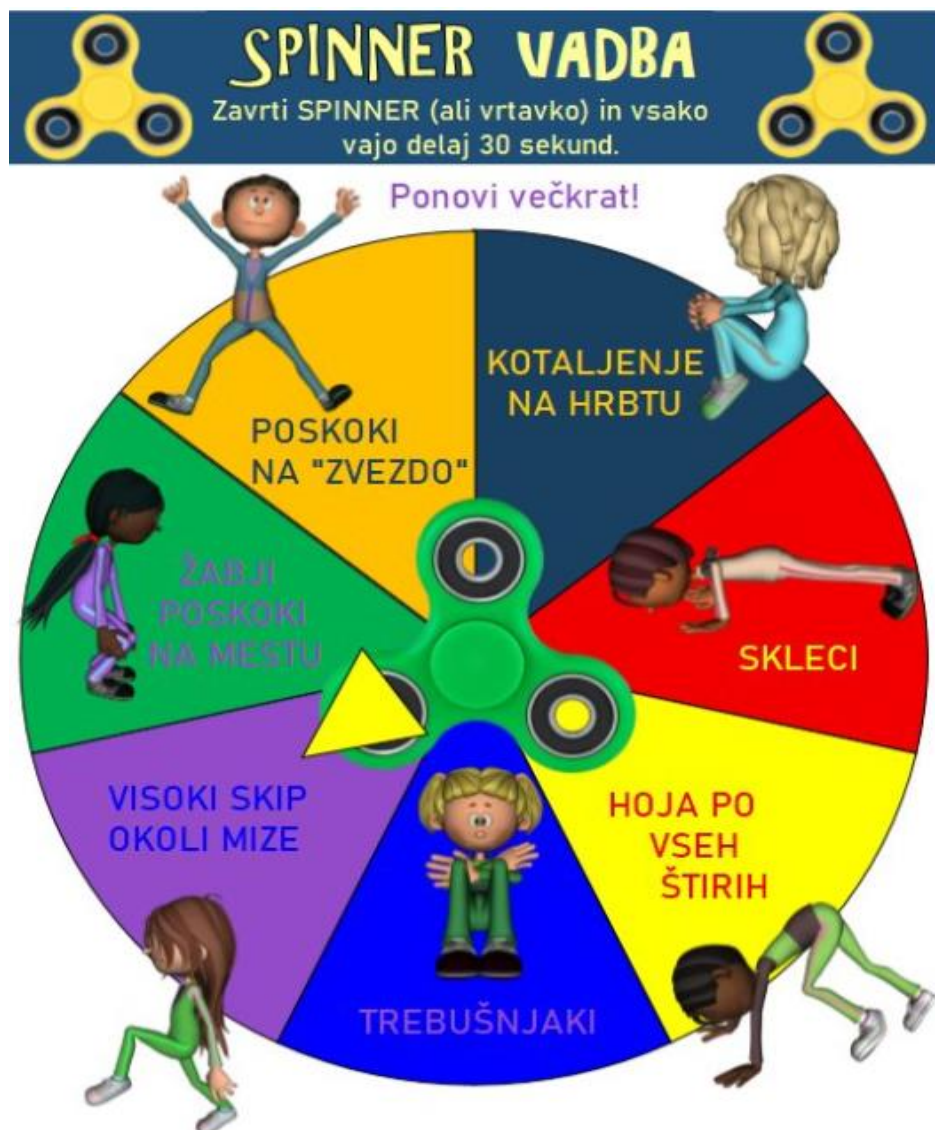 SPINNER VADBA
Zavrti SPINNER (ali vrtavko) in vsako
vajo delaj 30 sekund.
Ponovi večkrat!
KOTALJENJE
NA HRBTU
POSKOKI
NA "ZVEZDO"
ŽABJI
POSKOKI
NA MESTU
SKLECI
VISOKI SKIP
OKOLI MIZE
HOJA PO
VSEH
ŠTIRIH
TREBUŠNJAKI